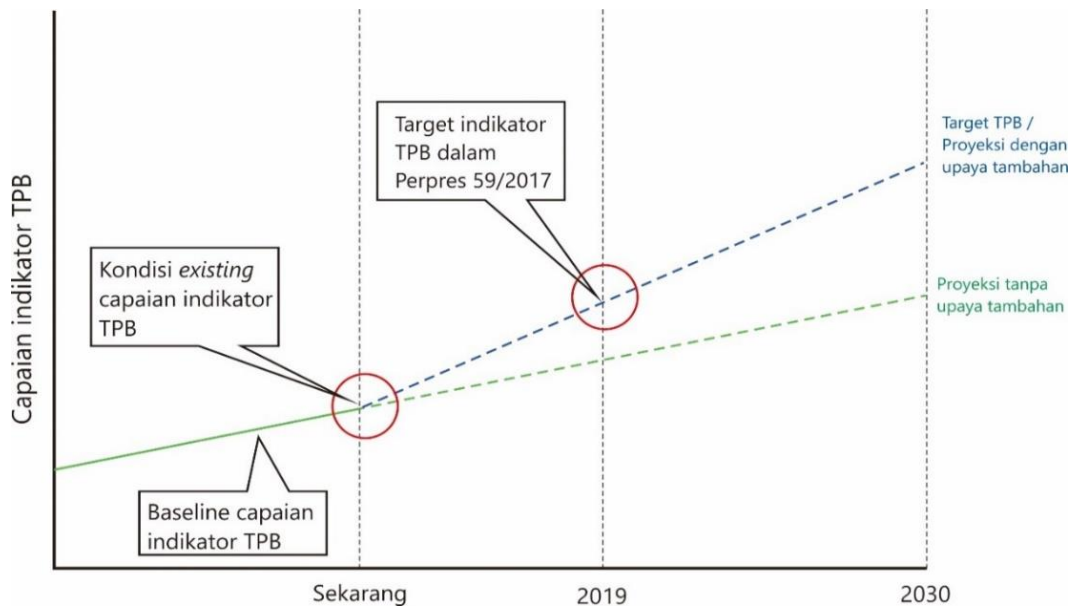 Capaian indikator TPB
Target indikator
TPB dalam
Perpres 59/2017
Target TPB /
Proyeksi dengan
upaya tambahan
Kondisi existing
capaian indikator
TPB
Proyeksi tanpa
upaya tambahan
Baseline capaian
indikator TPB
Sekarang
2019
2030